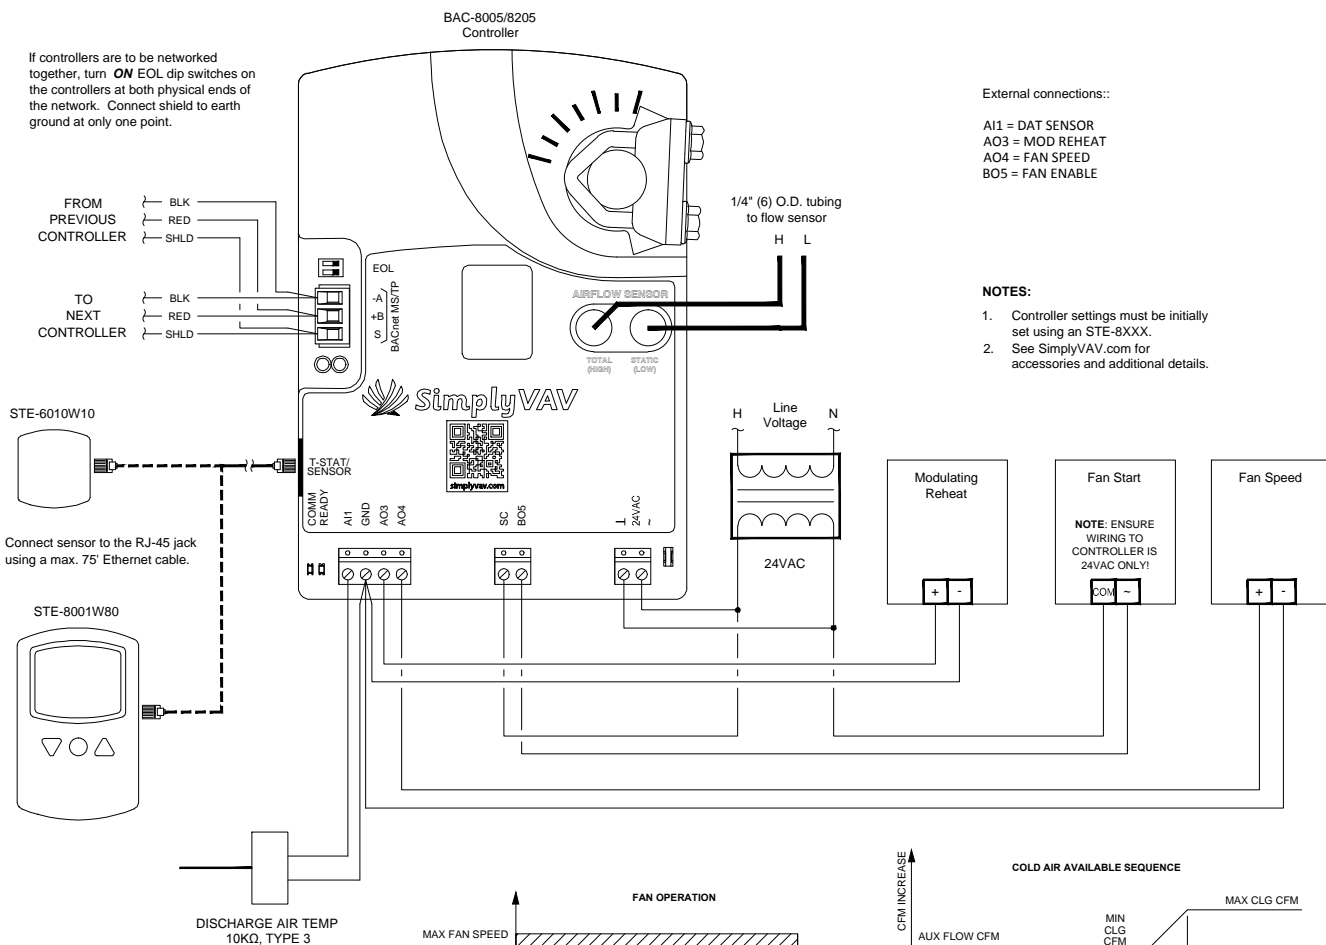 BAC-8005/8205
Controller
If controllers are to be networked
together, turn ON EOL dip switches on
the controllers at both physical ends of
the network. Connect shield to earth
ground at only one point.
External connections::
AI1 = DAT SENSOR
AO3 = MOD REHEAT
AO4 = FAN SPEED
BO5 = FAN ENABLE
FROM
PREVIOUS
CONTROLLER
BLK
RED
SHLD
TO
NEXT
CONTROLLER
BLK
RED
SHLD
EOL
-A
+B
S
BACnet MS/TP
1/4" (6) O.D. tubing
to flow sensor
H L
AIRFLOW SENSOR
TOTAL
(HIGH)
STATIC
(LOW)
NOTES:
1. Controller settings must be initially
set using an STE-8XXX.
2. See SimplyVAV.com for
accessories and additional details.
SimplyVAV
simplyvav.com
STE-6010W10
T-STAT/
SENSOR
COMM
READY
AI1
GND
AO3
AO4
SC
BO5
24VAC
~
H
Line
Voltage
N
24VAC
Connect sensor to the RJ-45 jack
using a max. 75' Ethernet cable.
STE-8001W80
Modulating
Reheat
+ -
Fan Start
NOTE: ENSURE
WIRING TO
CONTROLLER IS
24VAC ONLY!
COM ~
Fan Speed
+ -
DISCHARGE AIR TEMP
10KΩ, TYPE 3
FAN OPERATION
MAX FAN SPEED
COLD AIR AVAILABLE SEQUENCE
CFM INCREASE
AUX FLOW CFM
MIN
CLG
CFM
MAX CLG CFM